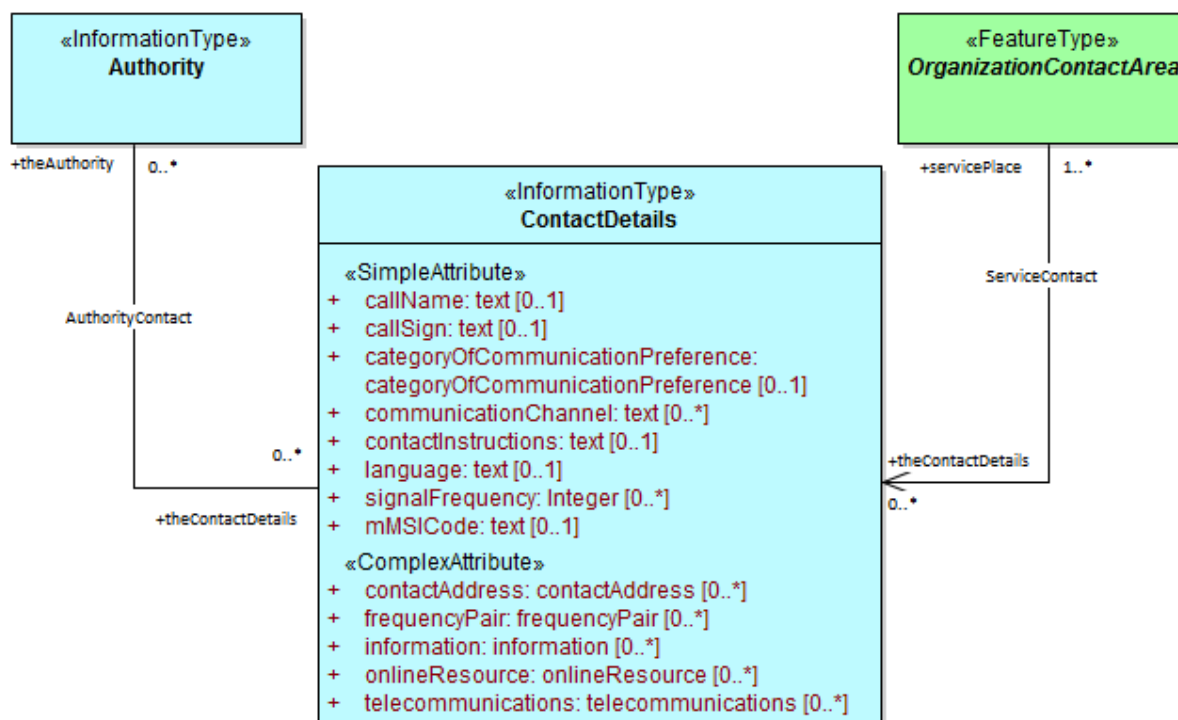 «InformationType»
Authority
«FeatureType»
OrganizationContactArea
+theAuthority
0..*
+servicePlace
1..*
«InformationType»
ContactDetails
«SimpleAttribute»
+ callName: text [0..1]
+ callSign: text [0..1]
+ categoryOfCommunicationPreference:
categoryOfCommunicationPreference [0..1]
+ communicationChannel: text [0..*]
+ contactInstructions: text [0..1]
+ language: text [0..1]
+ signalFrequency: Integer [0..*]
+ mMSICode: text [0..1]
«ComplexAttribute»
+ contactAddress: contactAddress [0..*]
+ frequencyPair: frequencyPair [0..*]
+ information: information [0..*]
+ onlineResource: onlineResource [0..*]
+ telecommunications: telecommunications [0..*]
AuthorityContact
0..*
+theContactDetails
ServiceContact
+theContactDetails
0..*